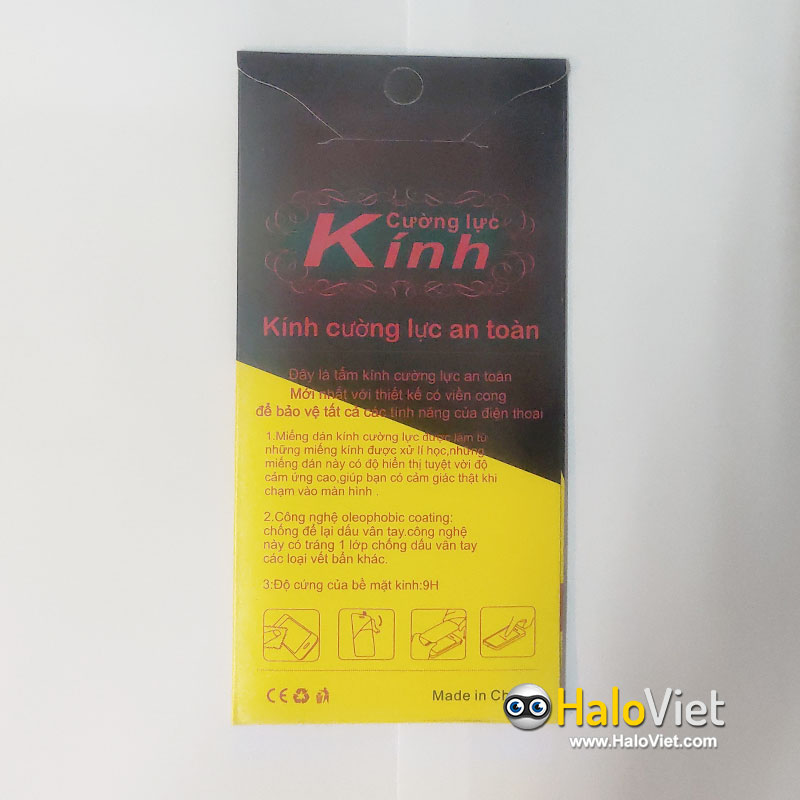 Cường lực
Kính
Kính cường lực an toàn
Đây là tấm kính cường lực an toàn
Mới nhất với thiết kế có viền cong
để bảo vệ tất cả các tính năng của điện thoai
1.Miếng dán kính cường lực được làm từ
những miếng kính được xử lí học,những
miếng dán này có độ hiển thị tuyệt vời độ
cảm ứng cao,giúp bạn có cảm giác thật khi
chạm vào màn hình .
2.Công nghệ oleophobic coating:
chống để lại dấu vân tay.công nghệ
này có tráng 1 lớp chống dấu vân tay
các loại vết bẩn khác.
3:Độ cứng của bề mặt kinh:9H
CE
Made in Ch
HaloViet
www.HaloViet.com